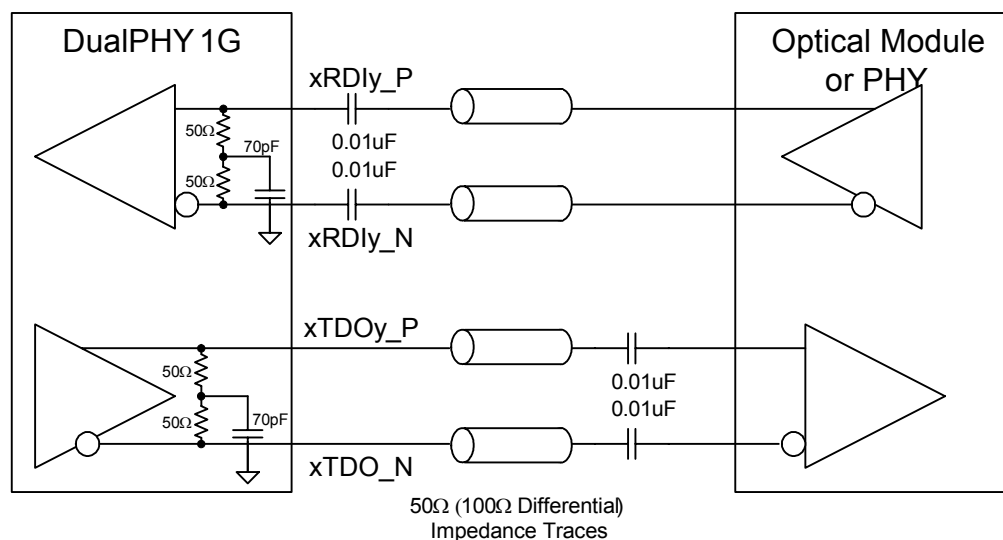 DualPHY 1G
Optical Module
or PHY
xRDIy_P
50Ω
70pF
0.01uF
0.01uF
50Ω
xRDIy_N
xTDOy_P
50Ω
0.01uF
0.01uF
50Ω
70pF
xTDO_N
50Ω (100Ω Differential)
Impedance Traces